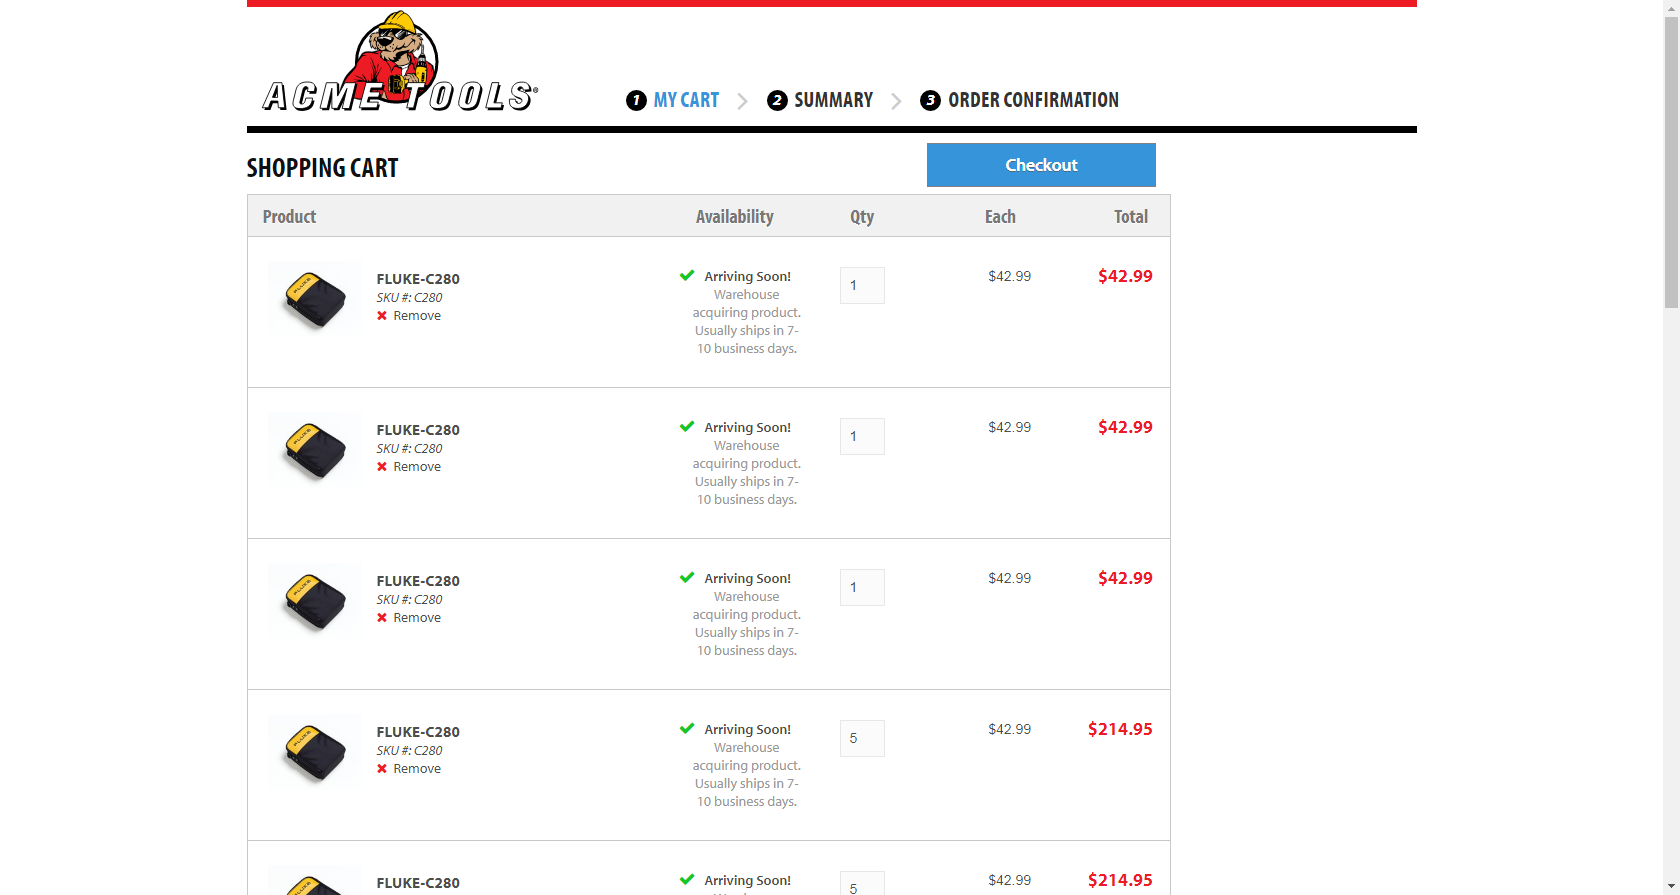 ACME TOOLS®
1 MY CART
2 SUMMARY
3 ORDER CONFIRMATION
SHOPPING CART
Checkout
Product Availability Qty Each Total
FLUKE-C280
SKU #: C280
Remove
Arriving Soon!
Warehouse
acquiring product.
Usually ships in 7-
10 business days.
1
$42.99
$42.99
FLUKE-C280
SKU #: C280
Remove
Arriving Soon!
Warehouse
acquiring product.
Usually ships in 7-
10 business days.
1
$42.99
$42.99
FLUKE-C280
SKU #: C280
Remove
Arriving Soon!
Warehouse
acquiring product.
Usually ships in 7-
10 business days.
1
$42.99
$42.99
FLUKE-C280
SKU #: C280
Remove
Arriving Soon!
Warehouse
acquiring product.
Usually ships in 7-
10 business days.
5
$42.99
$214.95
FLUKE-C280
Arriving Soon!
5
$42.99
$214.95